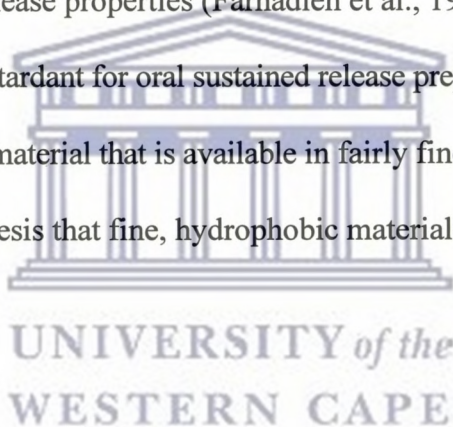 ease properties (Farhadieh et al., 19
tardant for oral sustained release pre
material that is available in fairly fin
esis that fine, hydrophobic material
UNIVERSITY of the
WESTERN CAPE